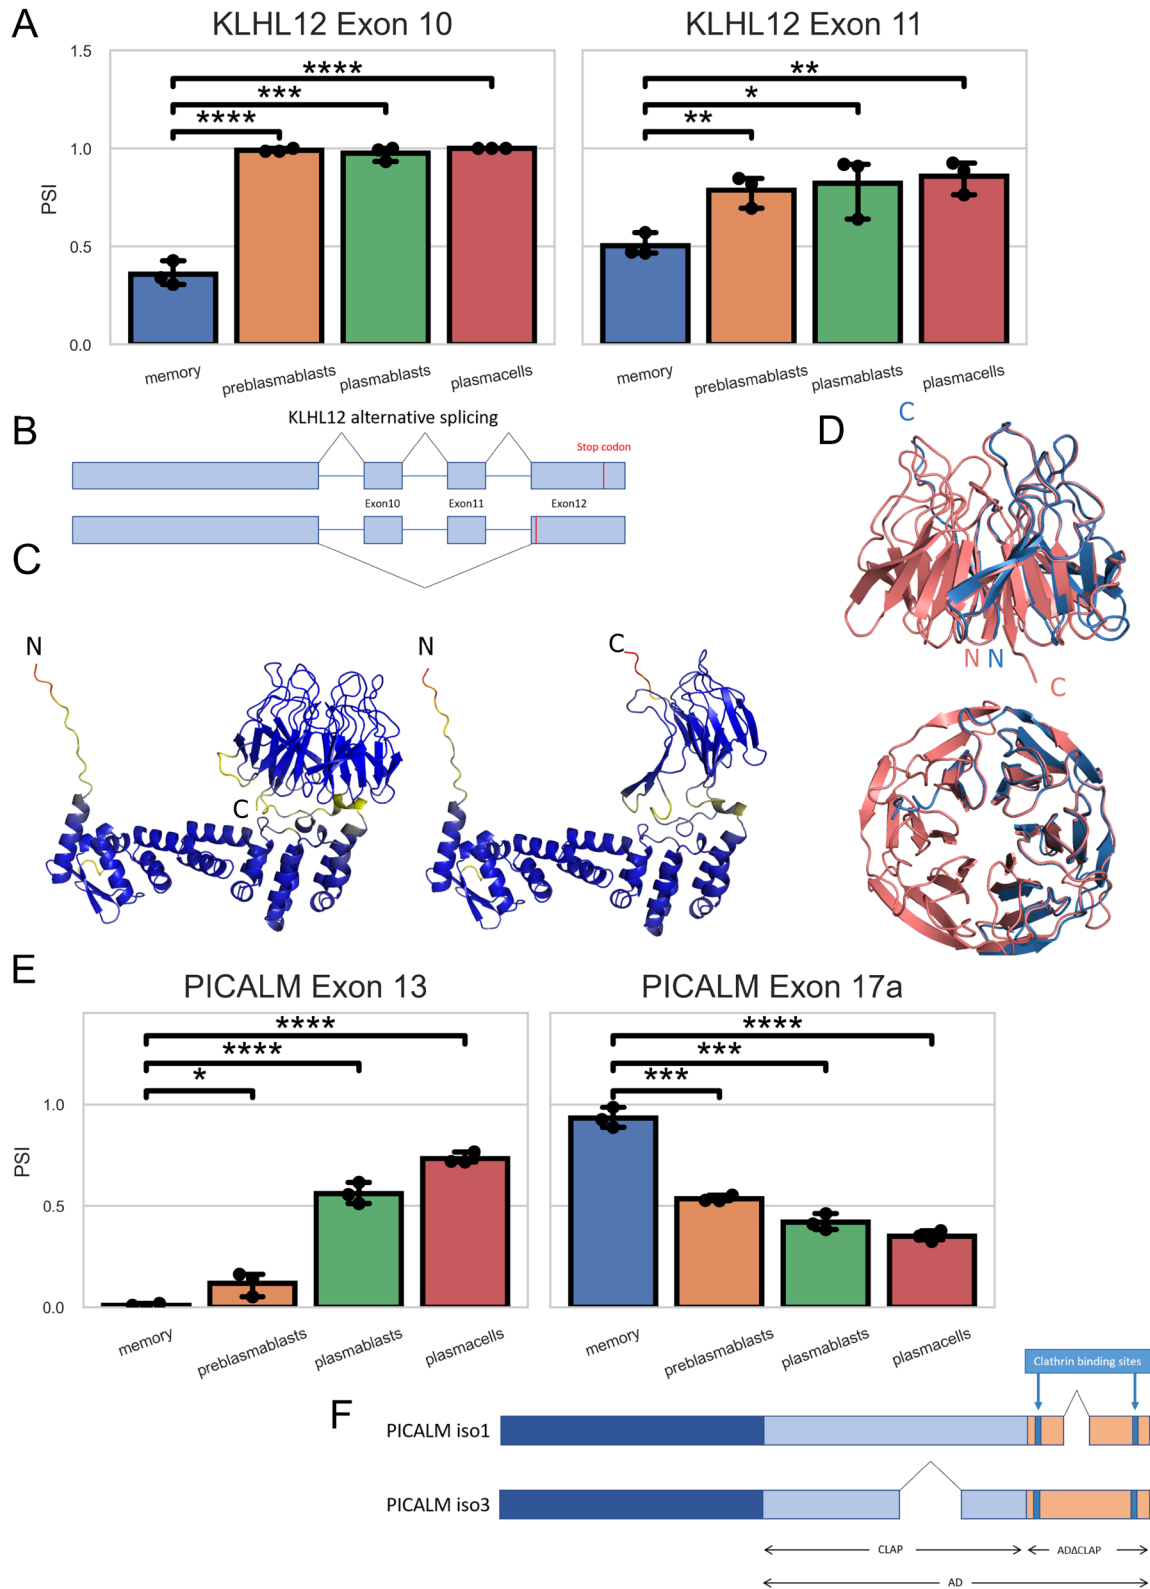 A
KLHL12 Exon 10
KLHL12 Exon 11
1.5
1.0
0.5
0.0
PSI
****
***
****
**
*
**
memory
preblasmablasts
plasmablasts
plasmacells
memory
preblasmablasts
plasmablasts
plasmacells
B
KLHL12 alternative splicing
Stop codon
Exon10
Exon11
Exon12
C
N
C
N
C
D
C
N
N
C
E
PICALM Exon 13
PICALM Exon 17a
1.0
0.5
0.0
PSI
****
****
*
****
***
***
memory
preblasmablasts
plasmablasts
plasmacells
memory
preblasmablasts
plasmablasts
plasmacells
F
Clathrin binding sites
PICALM iso1
PICALM iso3
CLAP
ADΔCLAP
AD